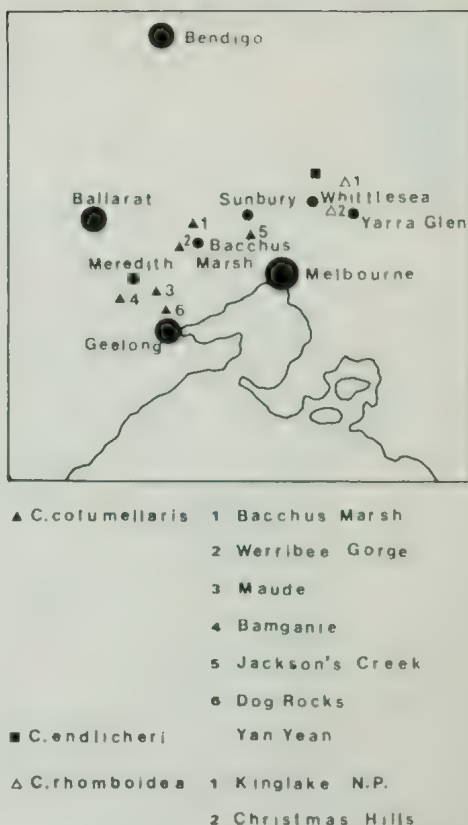 Bendigo
Ballarat
Sunbury
Whittlesea
1
2
Yarra Glen
1
2
Bacchus
Marsh
5
Meredith
Melbourne
3
4
6
Geelong
▲ C.columellaris 1 Bacchus Marsh
2 Werribee Gorge
3 Maude
4 Bamganie
5 Jackson's Creek
6 Dog Rocks
■ C.endlicheri Yan Yean
△ C.rhomboidea 1 Kinglake N.P.
2 Christmas Hills